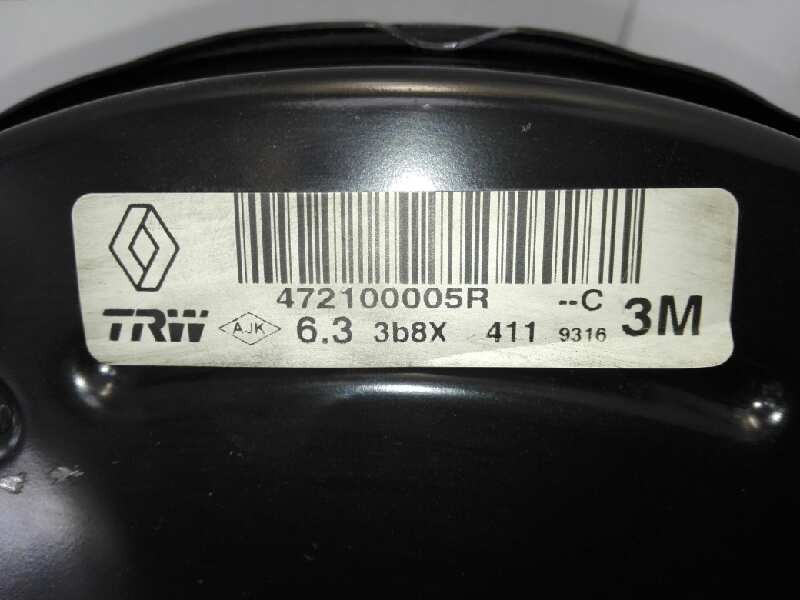 472100005R --C
TRW AJK 6.3 3b8X 411 9316 3M